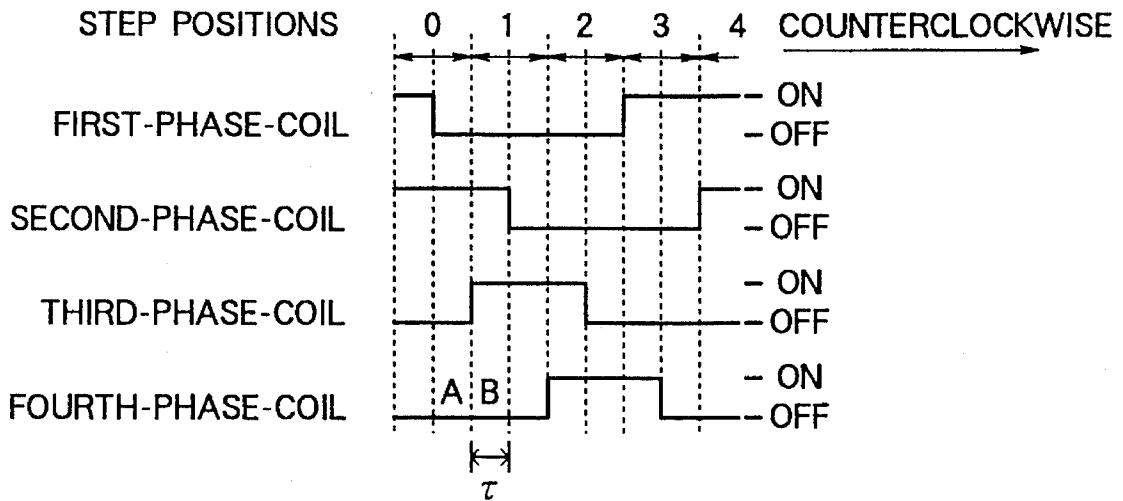 STEP POSITIONS 0 1 2 3 4 COUNTERCLOCKWISE
FIRST-PHASE-COIL - ON
- OFF
SECOND-PHASE-COIL - ON
- OFF
THIRD-PHASE-COIL - ON
- OFF
FOURTH-PHASE-COIL A B - ON
- OFF
τ